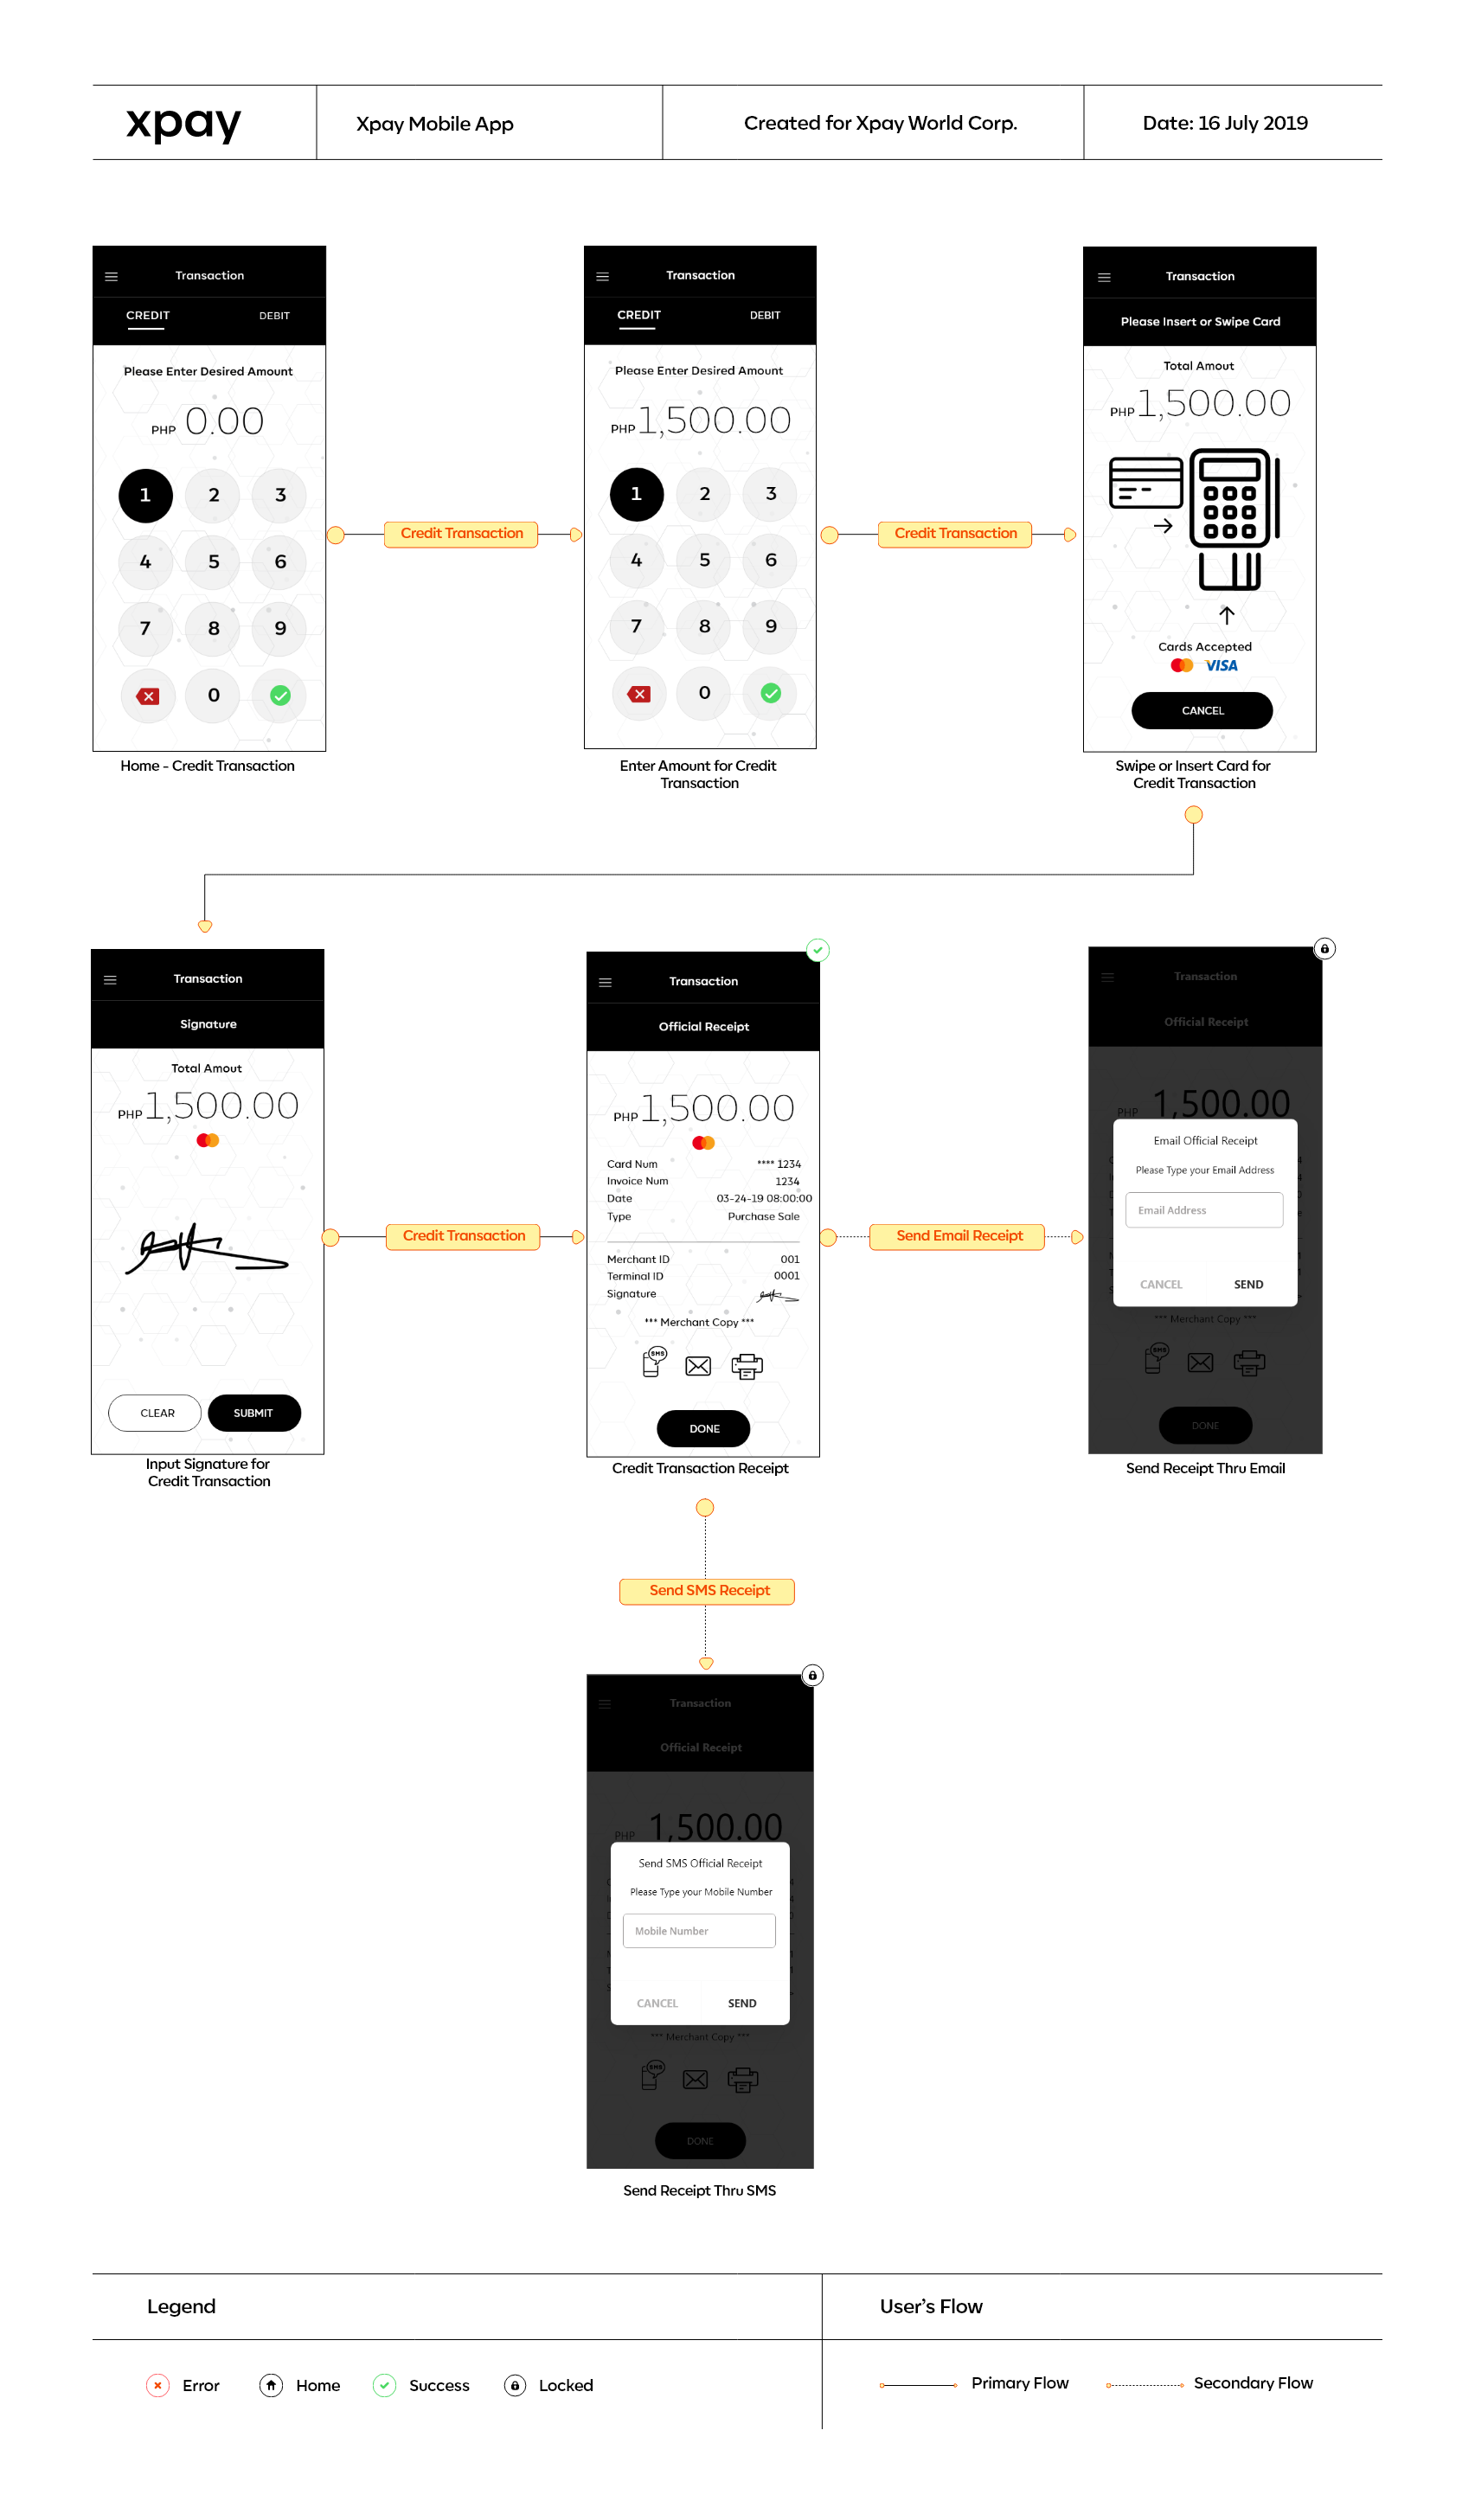 xpay
Xpay Mobile App
Created for Xpay World Corp.
Date: 16 July 2019
Transaction
CREDIT
DEBIT
Please Enter Desired Amount
PHP 0.00
1 2 3
4 5 6
7 8 9
0
Home - Credit Transaction
Credit Transaction
Transaction
CREDIT
DEBIT
Please Enter Desired Amount
PHP 1,500.00
1 2 3
4 5 6
7 8 9
0
Enter Amount for Credit
Transaction
Credit Transaction
Transaction
Please Insert or Swipe Card
Total Amout
PHP 1,500.00
Cards Accepted
VISA
CANCEL
Swipe or Insert Card for
Credit Transaction
Transaction
Signature
Total Amout
PHP 1,500.00
CLEAR
SUBMIT
Input Signature for
Credit Transaction
Credit Transaction
Transaction
Official Receipt
PHP 1,500.00
Card Num **** 1234
Invoice Num 1234
Date 03-24-19 08:00:00
Type Purchase Sale
Merchant ID 001
Terminal ID 0001
Signature
*** Merchant Copy ***
SMS
DONE
Credit Transaction Receipt
Send Email Receipt
Transaction
Official Receipt
PHP 1,500.00
Email Official Receipt
Please Type your Email Address
Email Address
CANCEL
SEND
*** Merchant Copy ***
SMS
DONE
Send Receipt Thru Email
Send SMS Receipt
Transaction
Official Receipt
PHP 1,500.00
Send SMS Official Receipt
Please Type your Mobile Number
Mobile Number
CANCEL
SEND
*** Merchant Copy ***
SMS
DONE
Send Receipt Thru SMS
Legend
User's Flow
Error
Home
Success
Locked
Primary Flow
Secondary Flow